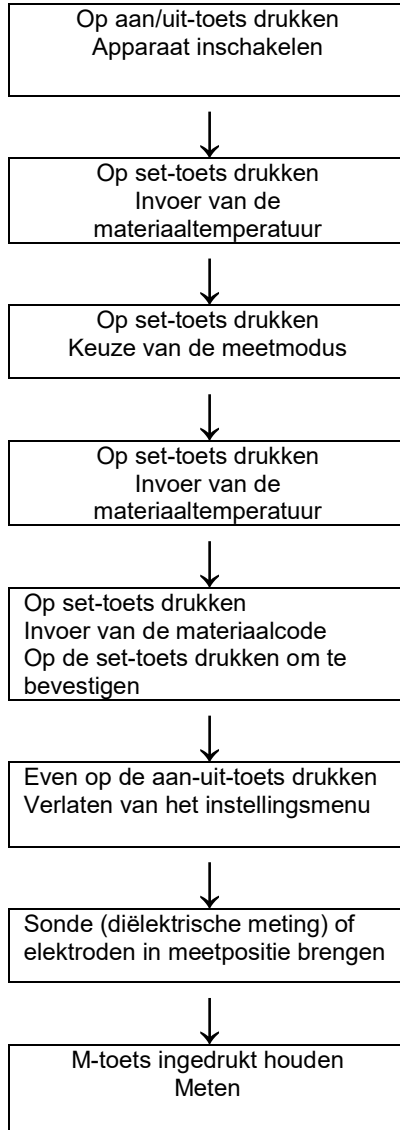 Op aan/uit-toets drukken
Apparaat inschakelen
Op set-toets drukken
Invoer van de
materiaaltemperatuur
Op set-toets drukken
Keuze van de meetmodus
Op set-toets drukken
Invoer van de
materiaaltemperatuur
Op set-toets drukken
Invoer van de materiaalcode
Op de set-toets drukken om te
bevestigen
Even op de aan-uit-toets drukken
Verlaten van het instellingsmenu
Sonde (diëlektrische meting) of
elektroden in meetpositie brengen
M-toets ingedrukt houden
Meten